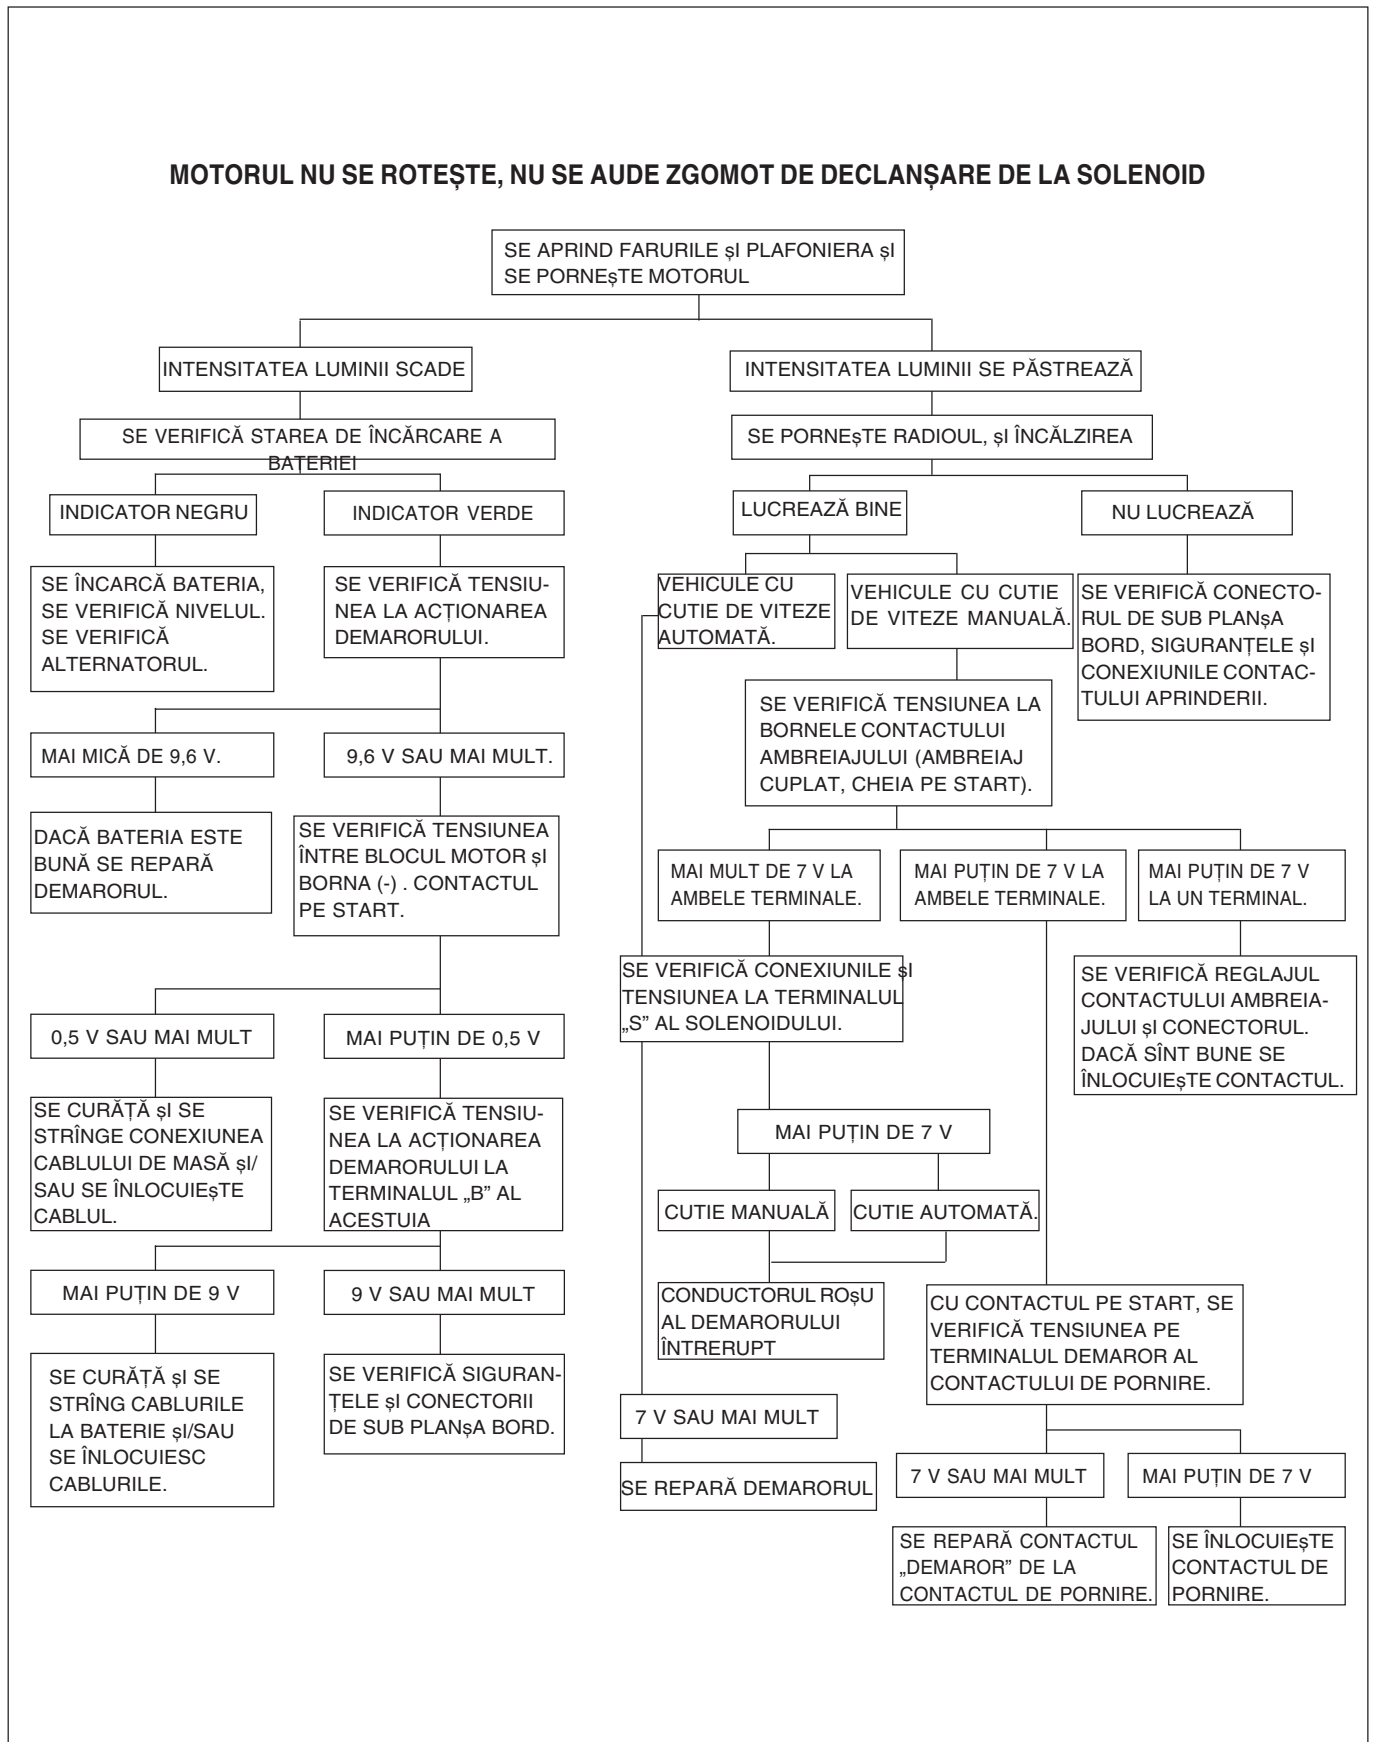 MOTORUL NU SE ROTEȘTE, NU SE AUDE ZGOMOT DE DECLANȘARE DE LA SOLENOID
SE APRIND FARURILE șI PLAFONIERA șI
SE PORNEșTE MOTORUL
INTENSITATEA LUMINII SCADE
INTENSITATEA LUMINII SE PĂSTREAZĂ
SE VERIFICĂ STAREA DE ÎNCĂRCARE A
BATERIEI
SE PORNEșTE RADIOUL, șI ÎNCĂLZIREA
INDICATOR NEGRU
INDICATOR VERDE
LUCREAZĂ BINE
NU LUCREAZĂ
SE ÎNCARCĂ BATERIA,
SE VERIFICĂ NIVELUL.
SE VERIFICĂ
ALTERNATORUL.
SE VERIFICĂ TENSIU-
NEA LA ACȚIONAREA
DEMARORULUI.
VEHICULE CU
CUTIE DE VITEZE
AUTOMATĂ.
VEHICULE CU CUTIE
DE VITEZE MANUALĂ.
SE VERIFICĂ CONECTO-
RUL DE SUB PLANșA
BORD, SIGURANȚELE șI
CONEXIUNILE CONTAC-
TULUI APRINDERII.
SE VERIFICĂ TENSIUNEA LA
BORNELE CONTACTULUI
AMBREIAJULUI (AMBREIAJ
CUPLAT, CHEIA PE START).
MAI MICĂ DE 9,6 V.
9,6 V SAU MAI MULT.
DACĂ BATERIA ESTE
BUNĂ SE REPARĂ
DEMARORUL.
SE VERIFICĂ TENSIUNEA
ÎNTRE BLOCUL MOTOR șI
BORNA (-) . CONTACTUL
PE START.
MAI MULT DE 7 V LA
AMBELE TERMINALE.
MAI PUȚIN DE 7 V LA
AMBELE TERMINALE.
MAI PUȚIN DE 7 V
LA UN TERMINAL.
SE VERIFICĂ CONEXIUNILE șI
TENSIUNEA LA TERMINALUL
„S” AL SOLENOIDULUI.
SE VERIFICĂ REGLAJUL
CONTACTULUI AMBREIA-
JULUI șI CONECTORUL.
DACĂ SÎNT BUNE SE
ÎNLOCUIEșTE CONTACTUL.
0,5 V SAU MAI MULT
MAI PUȚIN DE 0,5 V
SE CURĂȚĂ șI SE
STRÎNGE CONEXIUNEA
CABLULUI DE MASĂ șI/
SAU SE ÎNLOCUIEșTE
CABLUL.
SE VERIFICĂ TENSIU-
NEA LA ACȚIONAREA
DEMARORULUI LA
TERMINALUL „B” AL
ACESTUIA
MAI PUȚIN DE 7 V
CUTIE MANUALĂ
CUTIE AUTOMATĂ.
MAI PUȚIN DE 9 V
9 V SAU MAI MULT
CONDUCTORUL ROșU
AL DEMARORULUI
ÎNTRERUPT
CU CONTACTUL PE START, SE
VERIFICĂ TENSIUNEA PE
TERMINALUL DEMAROR AL
CONTACTULUI DE PORNIRE.
SE CURĂȚĂ șI SE
STRÎNG CABLURILE
LA BATERIE șI/SAU
SE ÎNLOCUIESC
CABLURILE.
SE VERIFICĂ SIGURAN-
ȚELE șI CONECTORII
DE SUB PLANșA BORD.
7 V SAU MAI MULT
SE REPARĂ DEMARORUL
7 V SAU MAI MULT
MAI PUȚIN DE 7 V
SE REPARĂ CONTACTUL
„DEMAROR” DE LA
CONTACTUL DE PORNIRE.
SE ÎNLOCUIEșTE
CONTACTUL DE
PORNIRE.